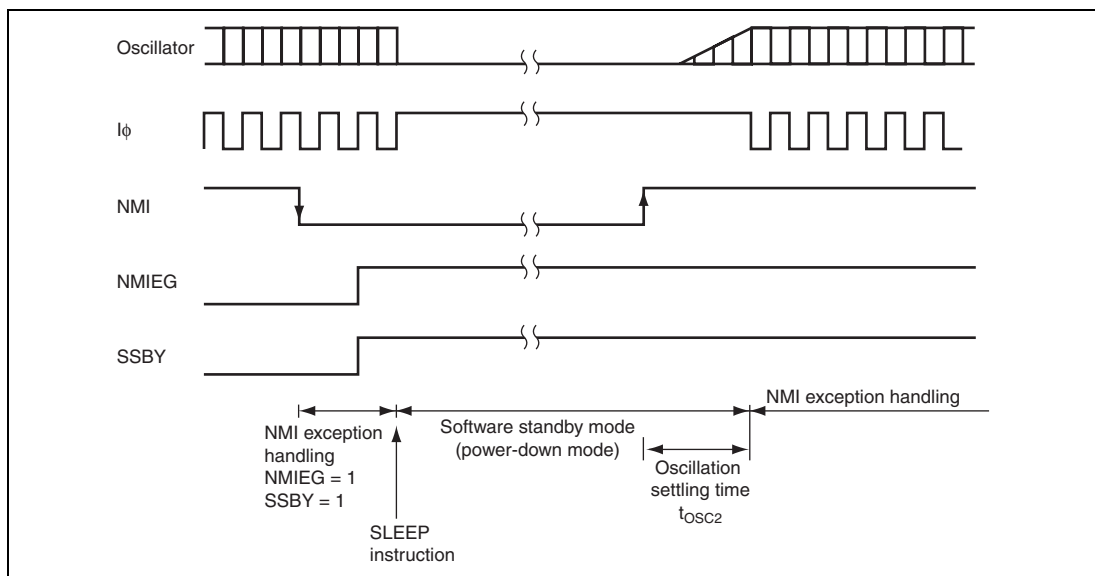 Oscillator
Iϕ
NMI
NMIEG
SSBY
NMI exception
handling
NMIEG = 1
SSBY = 1
SLEEP
instruction
Software standby mode
(power-down mode)
Oscillation
settling time
tOSC2
NMI exception handling